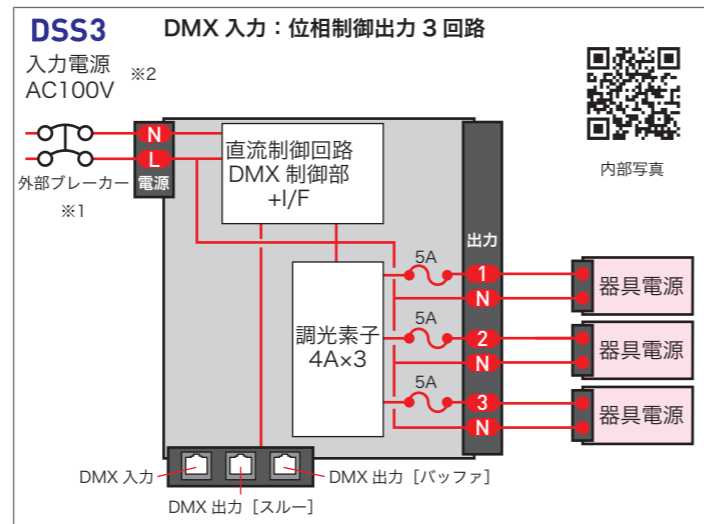 DSS3
DMX 入力：位相制御出力 3 回路
入力電源
AC100V
※2
外部ブレーカー
※1
N
L
電源
直流制御回路
DMX 制御部
+I/F
調光素子
4A×3
出力
5A
1
N
5A
2
N
5A
3
N
器具電源
器具電源
器具電源
内部写真
DMX 入力
DMX 出力［スルー］
DMX 出力［バッファ］